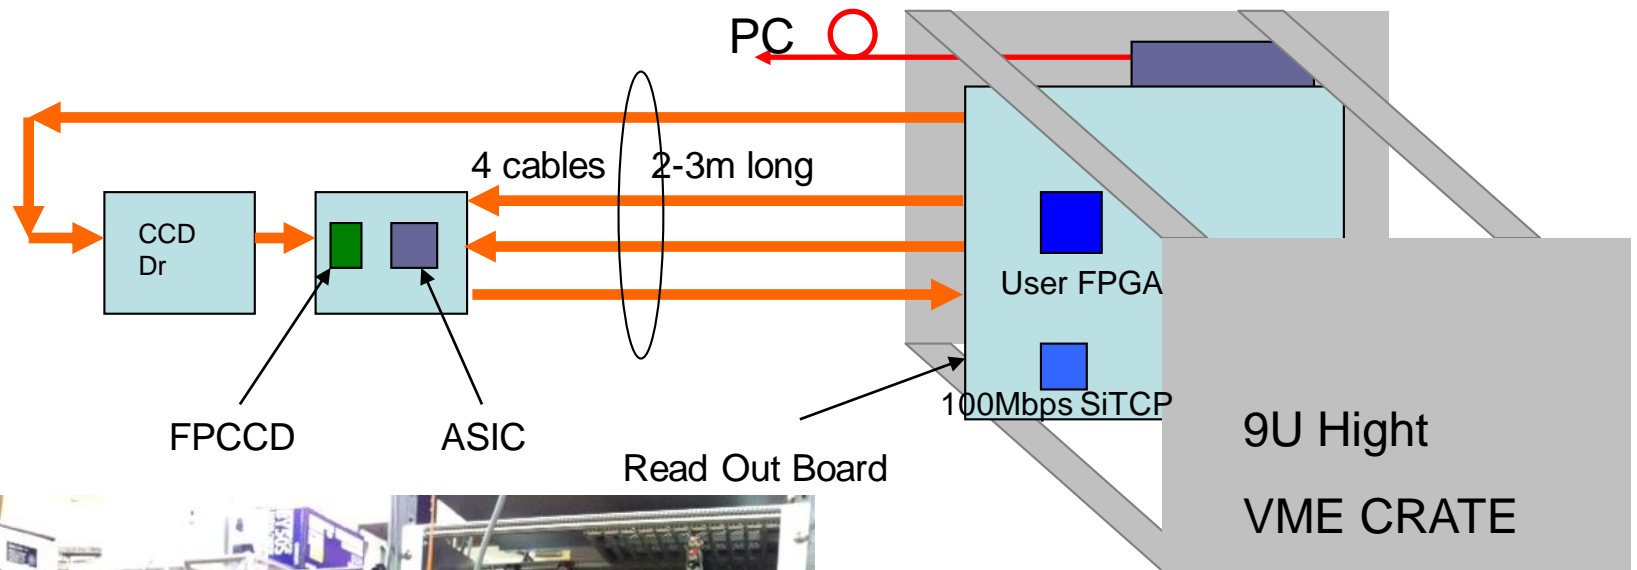 PC
4 cables
2-3m long
CCD
Dr
User FPGA
100Mbps SiTCP
FPCCD
ASIC
Read Out Board
9U Hight
VME CRATE